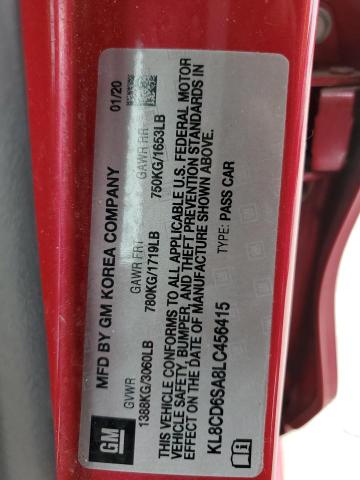 MFD BY GM KOREA COMPANY
01/20
GVWR
GAWR FRT
GAWR RR
1388KG/3060LB
780KG/1719LB
750KG/1653LB
THIS VEHICLE CONFORMS TO ALL APPLICABLE U.S. FEDERAL MOTOR
VEHICLE SAFETY, BUMPER, AND THEFT PREVENTION STANDARDS IN
EFFECT ON THE DATE OF MANUFACTURE SHOWN ABOVE.
KL8CD6SA8LC456415
TYPE: PASS CAR
GM